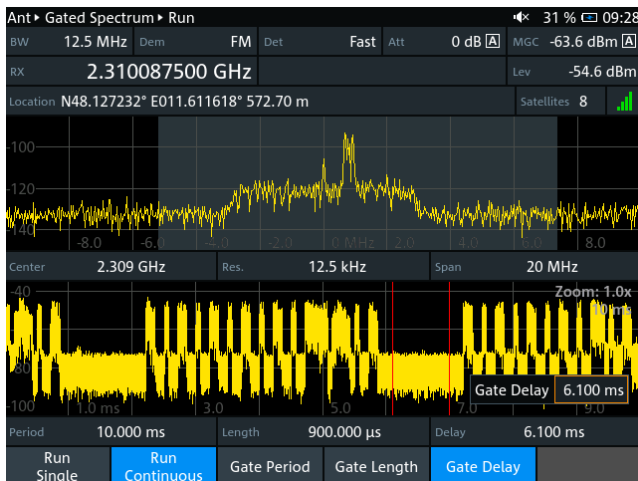 Ant ▸ Gated Spectrum ▸ Run 31 % 09:28
BW 12.5 MHz Dem FM Det Fast Att 0 dB A MGC -63.6 dBm A
RX 2.310087500 GHz Lev -54.6 dBm
Location N48.127232° E011.611618° 572.70 m Satellites 8
-100
-120
-140
-8.0 -6.0 -4.0 -2.0 0 MHz 2.0 4.0 6.0 8.0
Center 2.309 GHz Res. 12.5 kHz Span 20 MHz
-40
Zoom: 1.0x
10 ms
-80
Gate Delay 6.100 ms
-100 1.0 ms 3.0 5.0 7.0 9.0
Period 10.000 ms Length 900.000 µs Delay 6.100 ms
Run Single
Run Continuous
Gate Period
Gate Length
Gate Delay